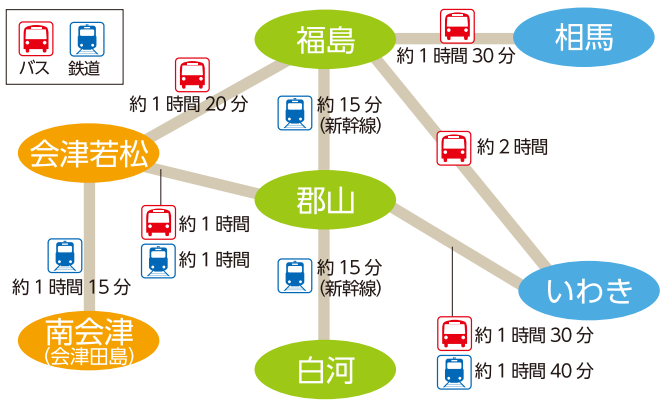 バス 鉄道
福島
相馬
約1時間30分
約1時間20分
約15分
(新幹線)
会津若松
約2時間
郡山
約1時間
約1時間
約1時間15分
約15分
(新幹線)
いわき
南会津
(会津田島)
白河
約1時間30分
約1時間40分